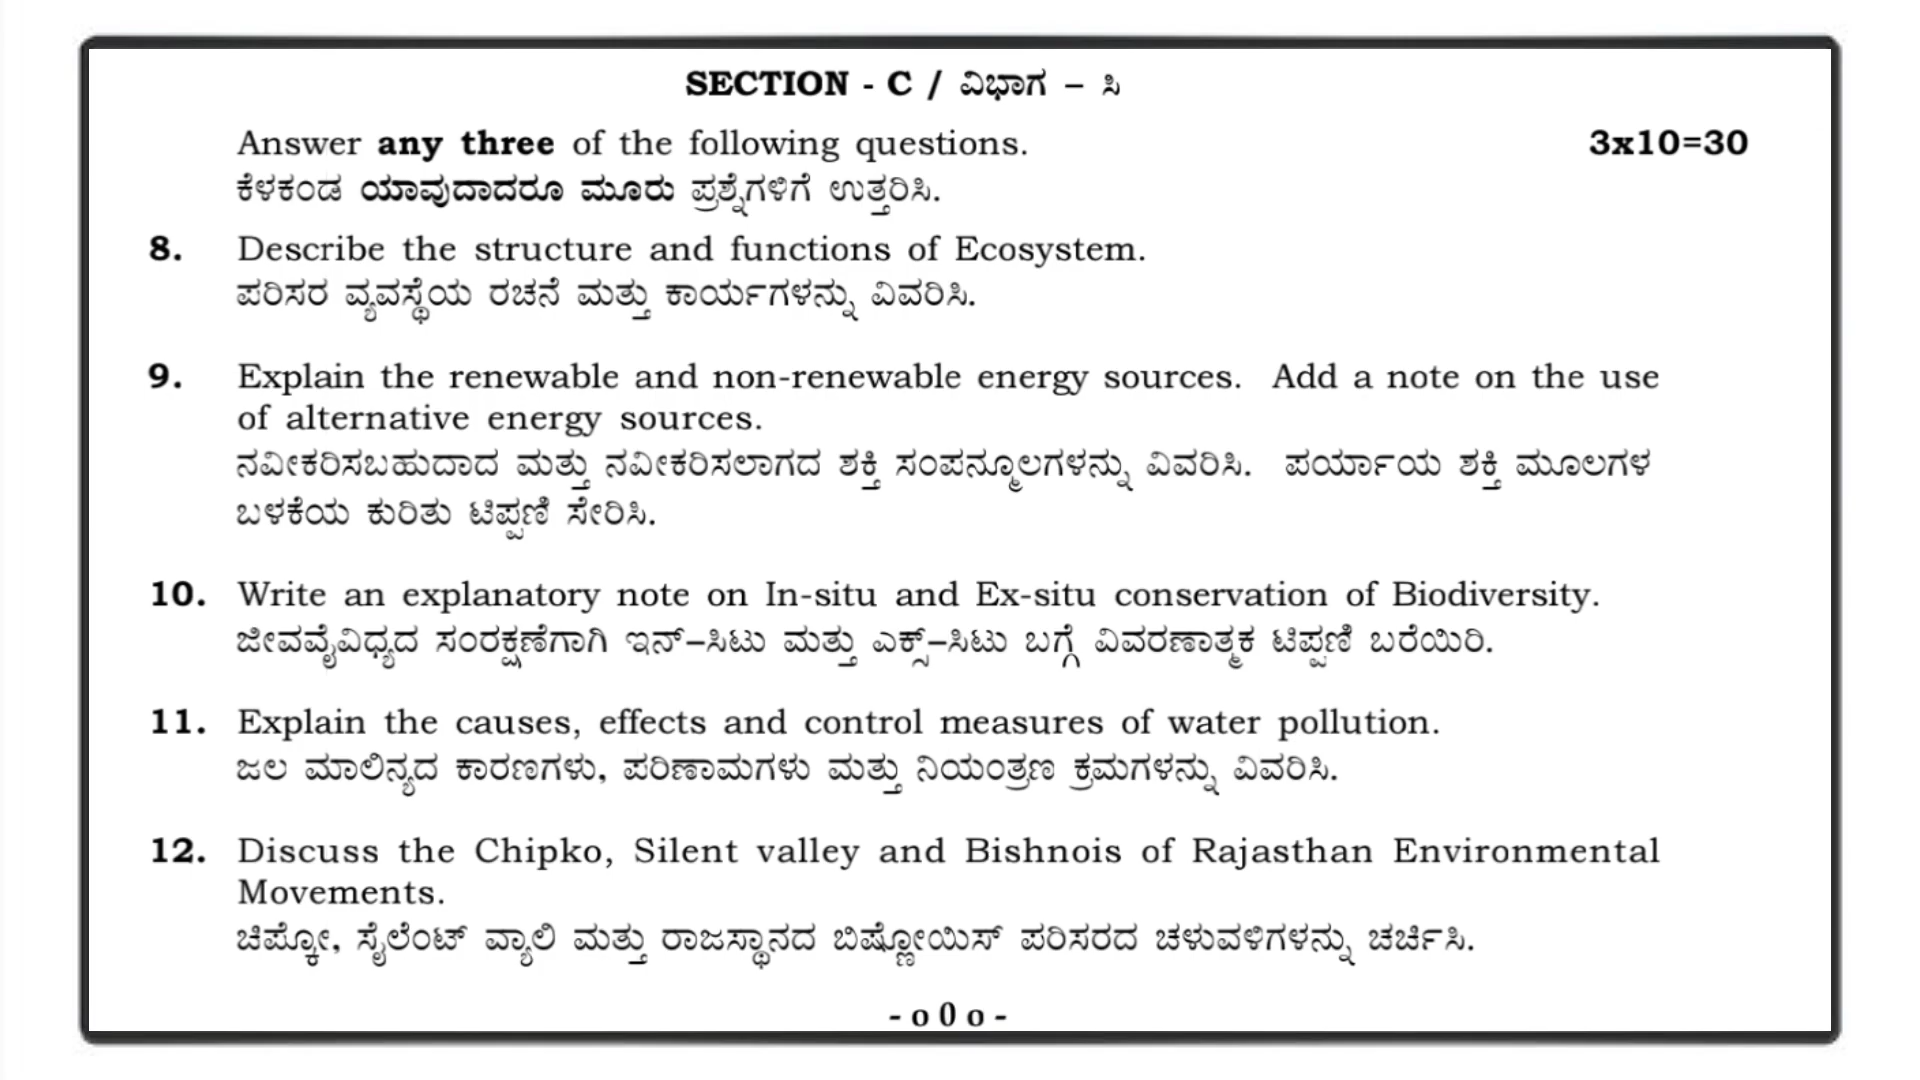 SECTION - C / ವಿಭಾಗ – ಸಿ
Answer any three of the following questions. 3x10=30
ಕೆಳಕಂಡ ಯಾವುದಾದರೂ ಮೂರು ಪ್ರಶ್ನೆಗಳಿಗೆ ಉತ್ತರಿಸಿ.
8. Describe the structure and functions of Ecosystem.
ಪರಿಸರ ವ್ಯವಸ್ಥೆಯ ರಚನೆ ಮತ್ತು ಕಾರ್ಯಗಳನ್ನು ವಿವರಿಸಿ.
9. Explain the renewable and non-renewable energy sources. Add a note on the use
of alternative energy sources.
ನವೀಕರಿಸಬಹುದಾದ ಮತ್ತು ನವೀಕರಿಸಲಾಗದ ಶಕ್ತಿ ಸಂಪನ್ಮೂಲಗಳನ್ನು ವಿವರಿಸಿ. ಪರ್ಯಾಯ ಶಕ್ತಿ ಮೂಲಗಳ
ಬಳಕೆಯ ಕುರಿತು ಟಿಪ್ಪಣಿ ಸೇರಿಸಿ.
10. Write an explanatory note on In-situ and Ex-situ conservation of Biodiversity.
ಜೀವವೈವಿಧ್ಯದ ಸಂರಕ್ಷಣೆಗಾಗಿ ಇನ್–ಸಿಟು ಮತ್ತು ಎಕ್ಸ್–ಸಿಟು ಬಗ್ಗೆ ವಿವರಣಾತ್ಮಕ ಟಿಪ್ಪಣಿ ಬರೆಯಿರಿ.
11. Explain the causes, effects and control measures of water pollution.
ಜಲ ಮಾಲಿನ್ಯದ ಕಾರಣಗಳು, ಪರಿಣಾಮಗಳು ಮತ್ತು ನಿಯಂತ್ರಣ ಕ್ರಮಗಳನ್ನು ವಿವರಿಸಿ.
12. Discuss the Chipko, Silent valley and Bishnois of Rajasthan Environmental
Movements.
ಚಿಪ್ಕೋ, ಸೈಲೆಂಟ್ ವ್ಯಾಲಿ ಮತ್ತು ರಾಜಸ್ಥಾನದ ಬಿಷ್ಣೋಯಿಸ್ ಪರಿಸರದ ಚಳುವಳಿಗಳನ್ನು ಚರ್ಚಿಸಿ.
- o 0 o -